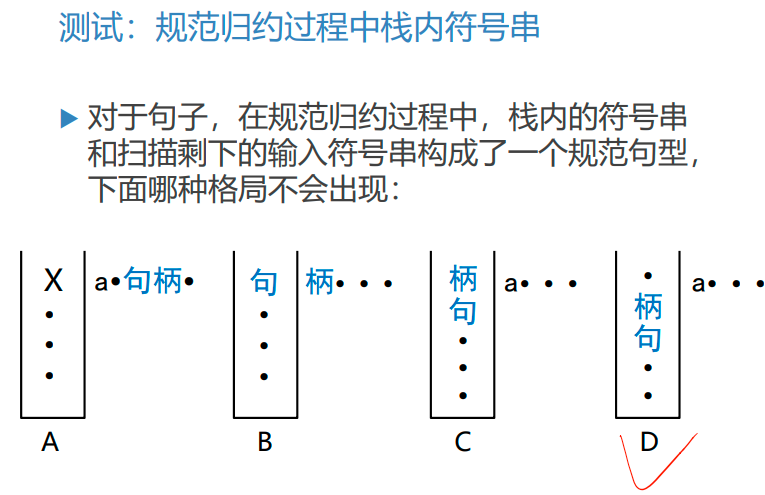 测试：规范归约过程中栈内符号串
▶ 对于句子，在规范归约过程中，栈内的符号串
和扫描剩下的输入符号串构成了一个规范句型，
下面哪种格局不会出现：
X a•句柄•
•
•
•
A
句 柄• • •
•
•
•
B
柄 a• • •
句
•
•
•
C
• a• • •
柄
句
•
•
D